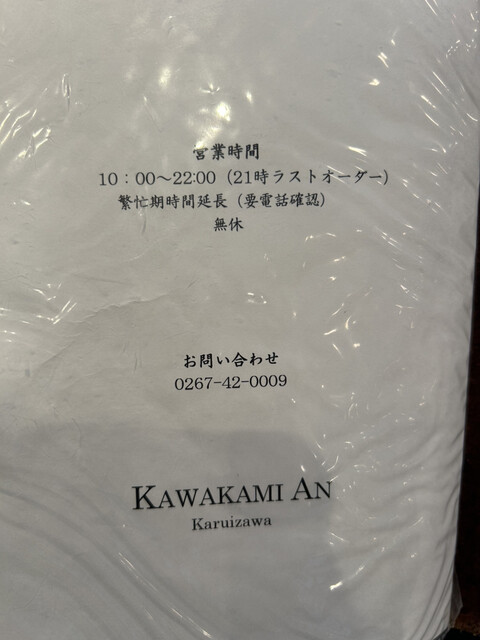 営業時間
10：00～22:00（21時ラストオーダー）
繁忙期時間延長（要電話確認）
無休
お問い合わせ
0267-42-0009
KAWAKAMI AN
Karuizawa